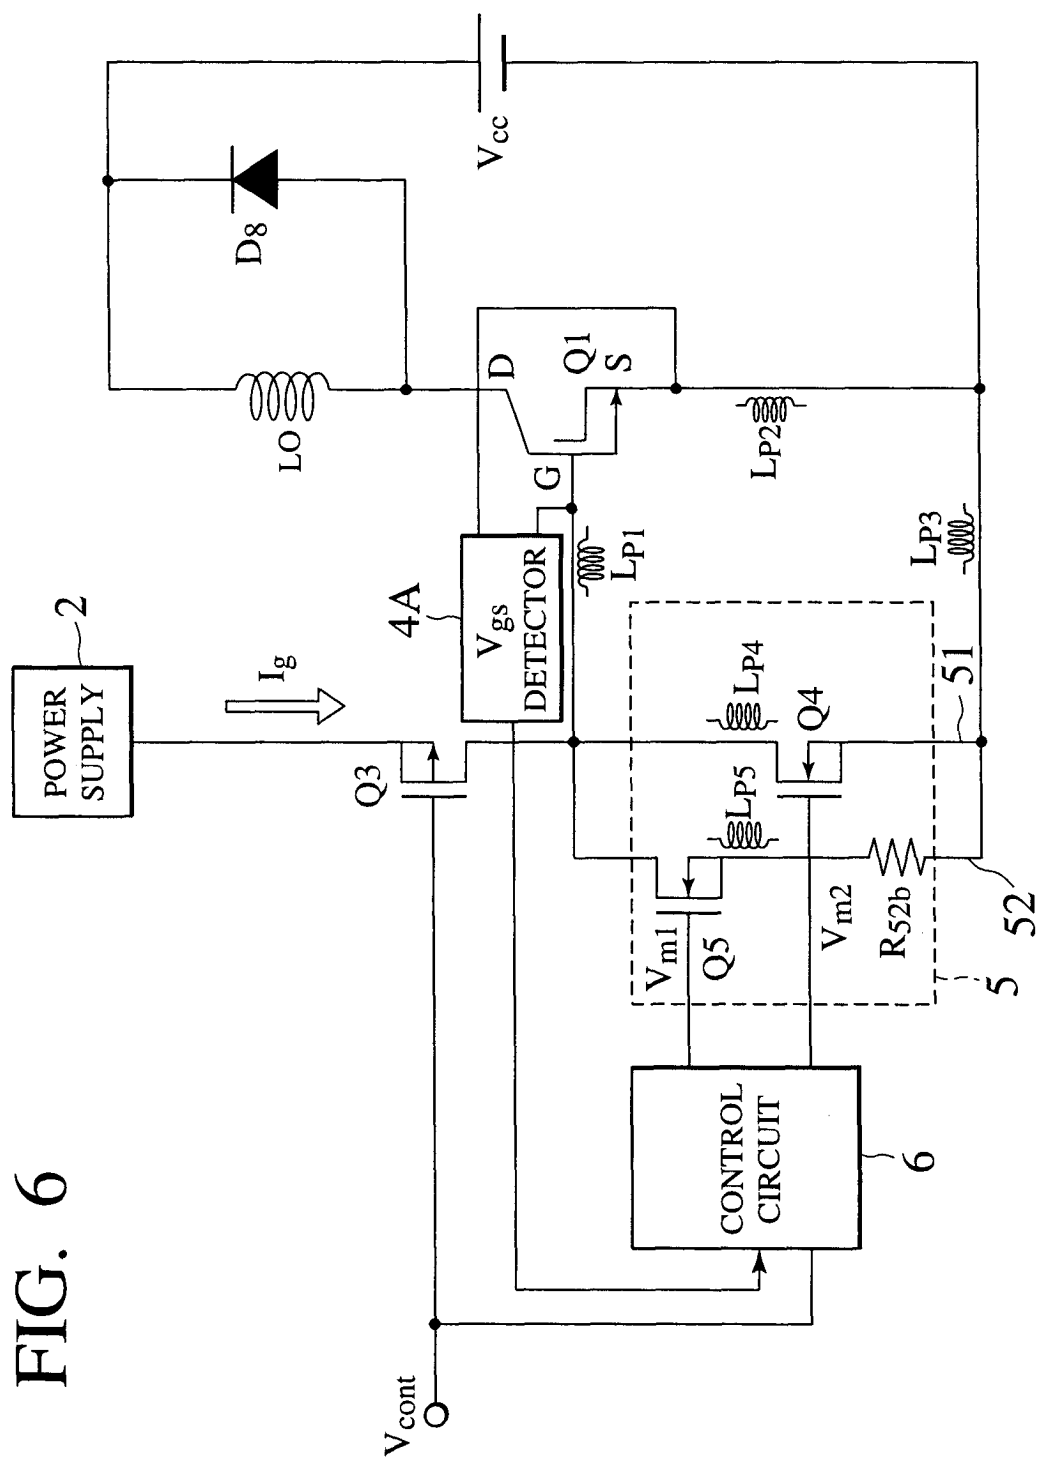 FIG. 6
POWER
SUPPLY
2
Ig
Q3
Vcont
4A
Vgs
DETECTOR
LO
D8
Vcc
D
G
Q1
S
LP1
LP2
LP3
LP4
LP5
Q4
Q5
Vm1
Vm2
R52b
51
52
5
CONTROL
CIRCUIT
6